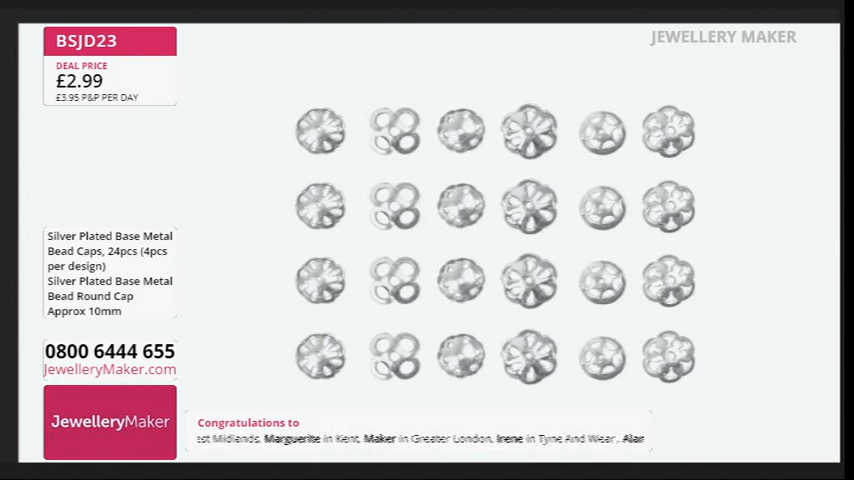 BSJD23
JEWELLERY MAKER
DEAL PRICE
£2.99
£3.95 P&P PER DAY
Silver Plated Base Metal
Bead Caps, 24pcs (4pcs
per design)
Silver Plated Base Metal
Bead Round Cap
Approx 10mm
0800 6444 655
JewelleryMaker.com
JewelleryMaker
Congratulations to
Midlands, Marguerite in Kent, Maker in Greater London, Irene in Tyne And Wear,